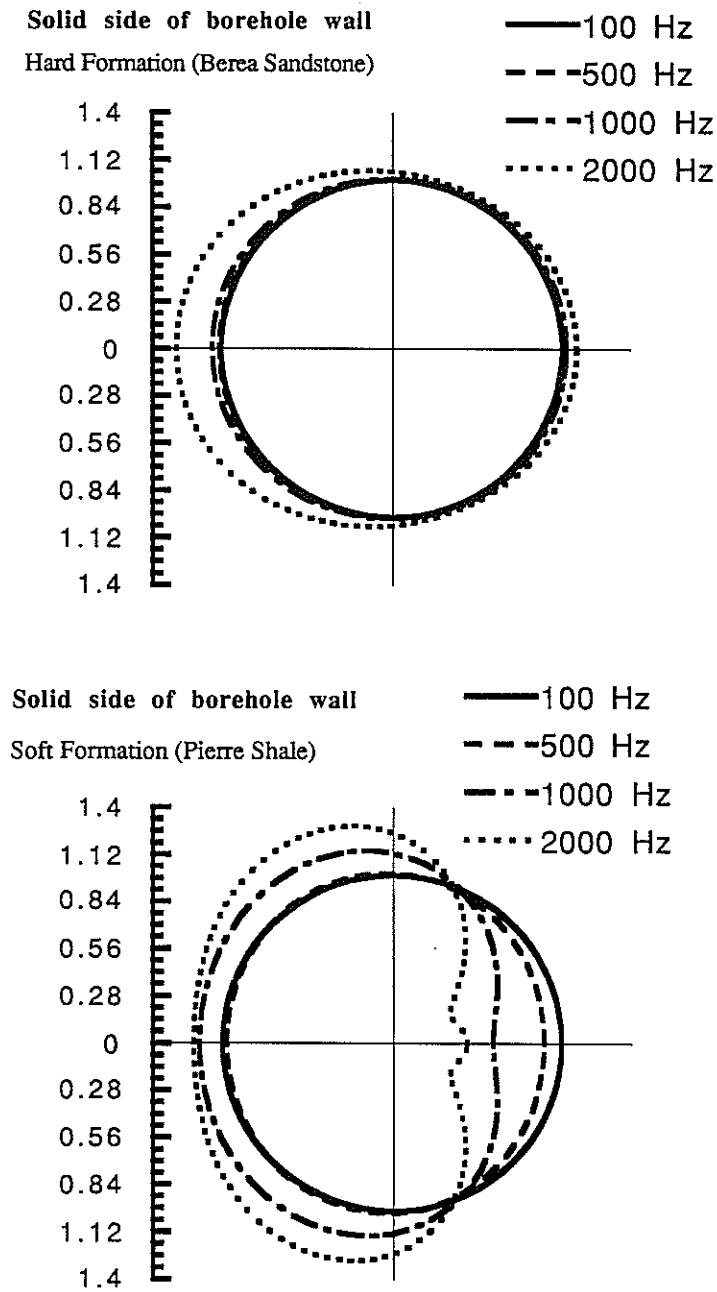 Solid side of borehole wall
Hard Formation (Berea Sandstone)
100 Hz
500 Hz
1000 Hz
2000 Hz
1.4
1.12
0.84
0.56
0.28
0
0.28
0.56
0.84
1.12
1.4
Solid side of borehole wall
Soft Formation (Pierre Shale)
100 Hz
500 Hz
1000 Hz
2000 Hz
1.4
1.12
0.84
0.56
0.28
0
0.28
0.56
0.84
1.12
1.4